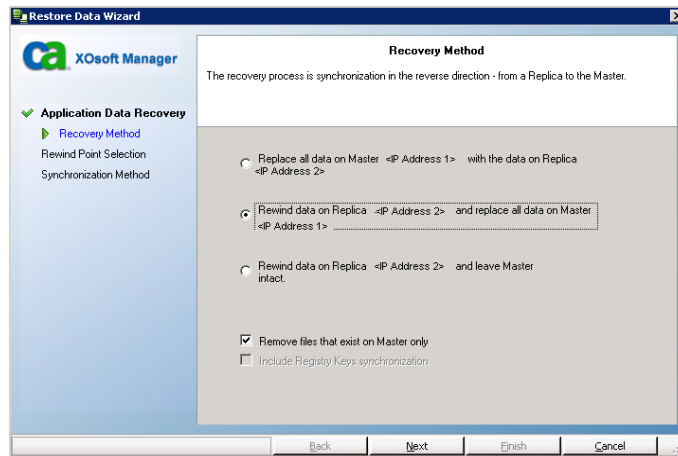 Restore Data Wizard
ca XOsoft Manager
Application Data Recovery
Recovery Method
Rewind Point Selection
Synchronization Method
Recovery Method
The recovery process is synchronization in the reverse direction - from a Replica to the Master.
Replace all data on Master <IP Address 1> with the data on Replica
<IP Address 2>
Rewind data on Replica <IP Address 2> and replace all data on Master
<IP Address 1>
Rewind data on Replica <IP Address 2> and leave Master
intact.
Remove files that exist on Master only
Include Registry Keys synchronization
Back Next Finish Cancel